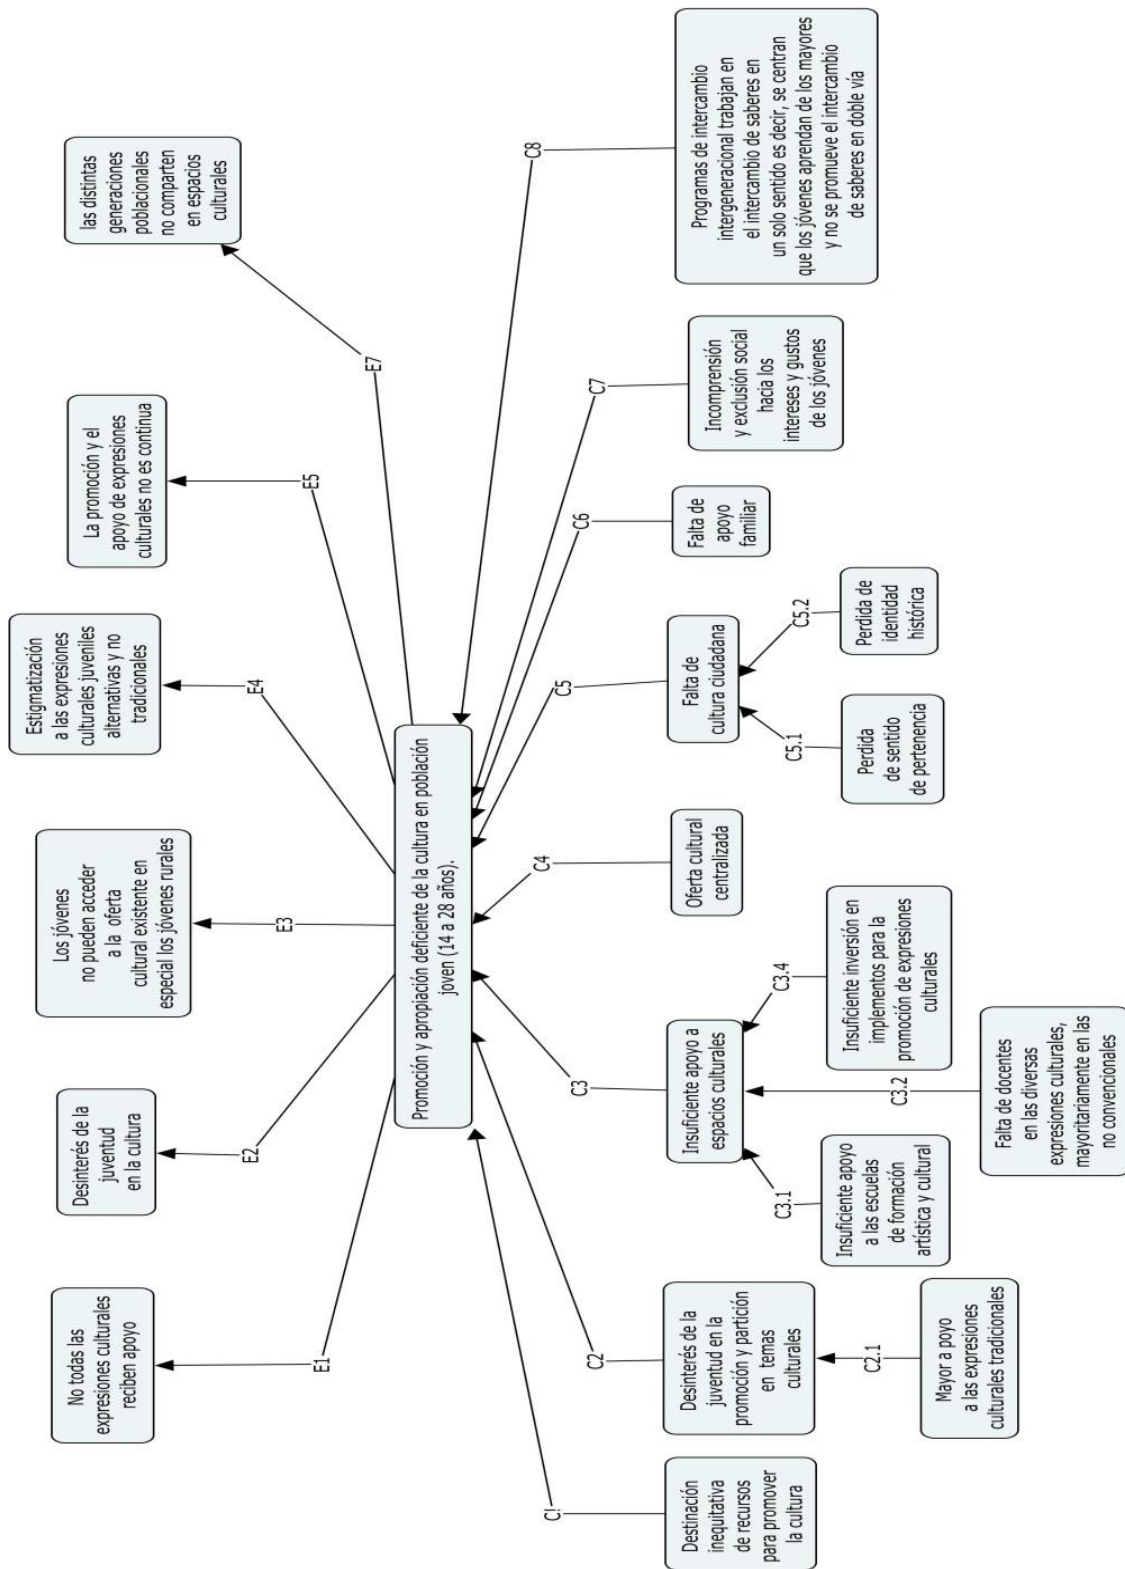 No todas las
expresiones culturales
reciben apoyo
Desinterés de la
juventud
en la cultura
Los jóvenes
no pueden acceder
a la oferta
cultural existente en
especial los jóvenes rurales
Estigmatización
a las expresiones
culturales juveniles
alternativas y no
tradicionales
La promoción y el
apoyo de expresiones
culturales no es continua
las distintas
generaciones
poblacionales
no comparten
en espacios
culturales
E1
E2
E3
E4
E5
E7
Promoción y apropiación deficiente de la cultura en población
joven (14 a 28 años).
C!
C2
C3
C4
C5
C6
C7
C8
Destinación
inequitativa
de recursos
para promover
la cultura
Desinterés de la
juventud en la
promoción y partición
en temas
culturales
Insuficiente apoyo a
espacios culturales
Oferta cultural
centralizada
Falta de
cultura ciudadana
Falta de
apoyo
familiar
Incomprensión
y exclusión social
hacia los
intereses y gustos
de los jóvenes
Programas de intercambio
intergeneracional trabajan en
el intercambio de saberes en
un solo sentido es decir, se centran
que los jóvenes aprendan de los mayores
y no se promueve el intercambio
de saberes en doble vía
C2.1
C3.1
C3.2
C3.4
C5.1
C5.2
Mayor a poyo
a las expresiones
culturales tradicionales
Insuficiente apoyo
a las escuelas
de formación
artística y cultural
Falta de docentes
en las diversas
expresiones culturales,
mayoritariamente en las
no convencionales
Insuficiente inversión en
implementos para la
promoción de expresiones
culturales
Perdida
de sentido
de pertenencia
Perdida de
identidad
histórica